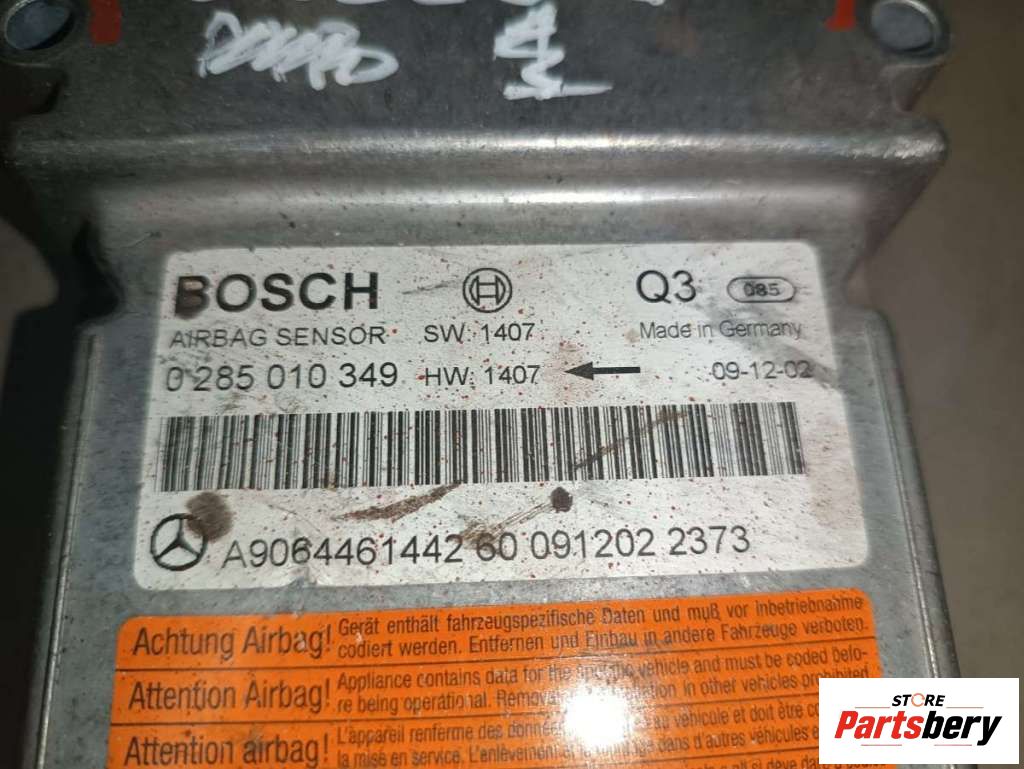 BOSCH Q3 085
AIRBAG SENSOR SW: 1407 Made in Germany
0 285 010 349 HW: 1407 09-12-02
A9064461442 60 091202 2373
Achtung Airbag! Gerät enthält fahrzeugspezifische Daten und muß vor Inbetriebnahme
codiert werden. Entfernen und Einbau in andere Fahrzeuge verboten.
Attention Airbag! Appliance contains data for the specific vehicle and must be coded befo-
re being operational. in other vehicles prohibited
Attention airbag! L'appareil renferme des données véhicule et doit être
la mise en service. L'enlèvement dans d'autres véhicules
STORE
Partsbery